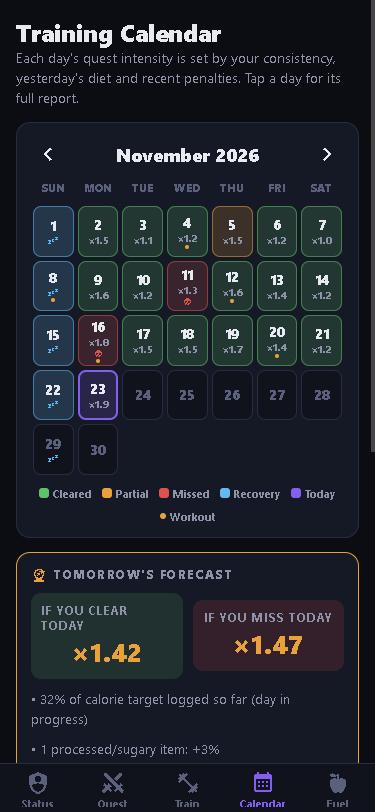 Training Calendar
Each day's quest intensity is set by your consistency,
yesterday's diet and recent penalties. Tap a day for its
full report.
November 2026
SUN MON TUE WED THU FRI SAT
1 2 3 4 5 6 7
zzz ×1.5 ×1.1 ×1.2 ×1.5 ×1.2 ×1.0
8 9 10 11 12 13 14
zzz ×1.6 ×1.2 ×1.3 ×1.6 ×1.4 ×1.2
15 16 17 18 19 20 21
zzz ×1.8 ×1.5 ×1.5 ×1.7 ×1.4 ×1.2
22 23 24 25 26 27 28
zzz ×1.9
29 30
zzz
Cleared Partial Missed Recovery Today
Workout
TOMORROW'S FORECAST
IF YOU CLEAR
TODAY
×1.42
IF YOU MISS TODAY
×1.47
• 32% of calorie target logged so far (day in
progress)
• 1 processed/sugary item: +3%
Status Quest Train Calendar Fuel